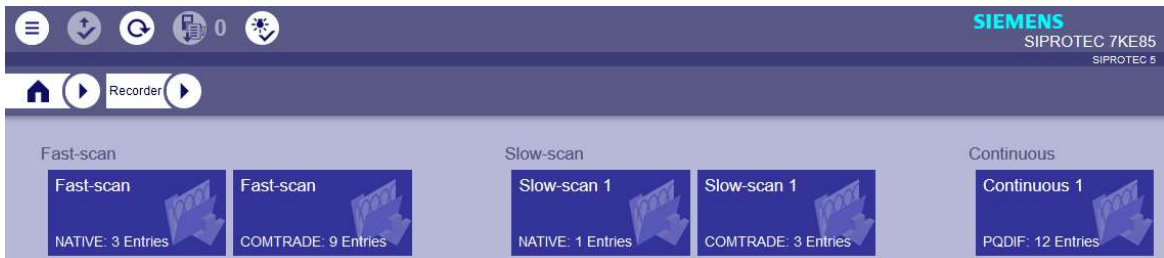 0
SIEMENS
SIPROTEC 7KE85
SIPROTEC 5
Recorder
Fast-scan
Slow-scan
Continuous
Fast-scan
Fast-scan
Slow-scan 1
Slow-scan 1
Continuous 1
NATIVE: 3 Entries
COMTRADE: 9 Entries
NATIVE: 1 Entries
COMTRADE: 3 Entries
PQDIF: 12 Entries